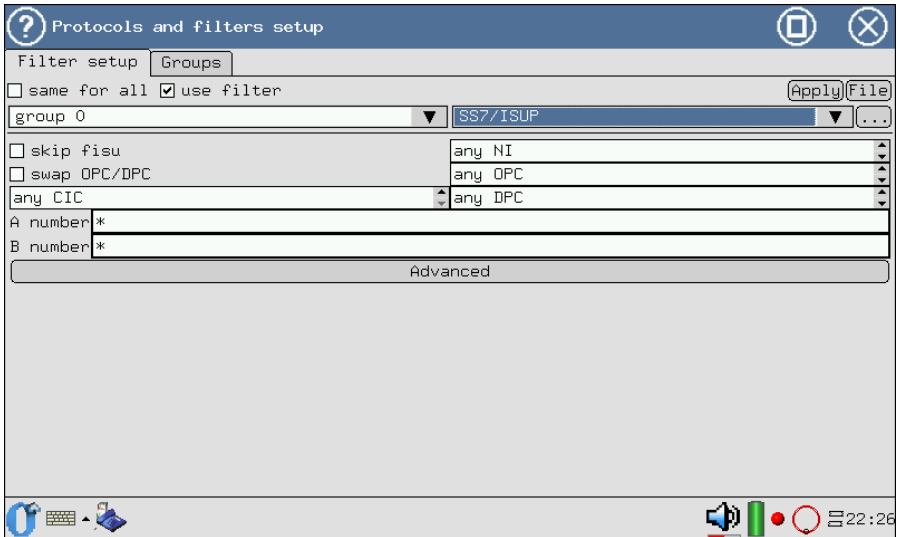 ? Protocols and filters setup
Filter setup Groups
same for all use filter Apply File
group 0 SS7/ISUP ...
skip fisu any NI
swap OPC/DPC any OPC
any CIC any DPC
A number *
B number *
Advanced
22:26